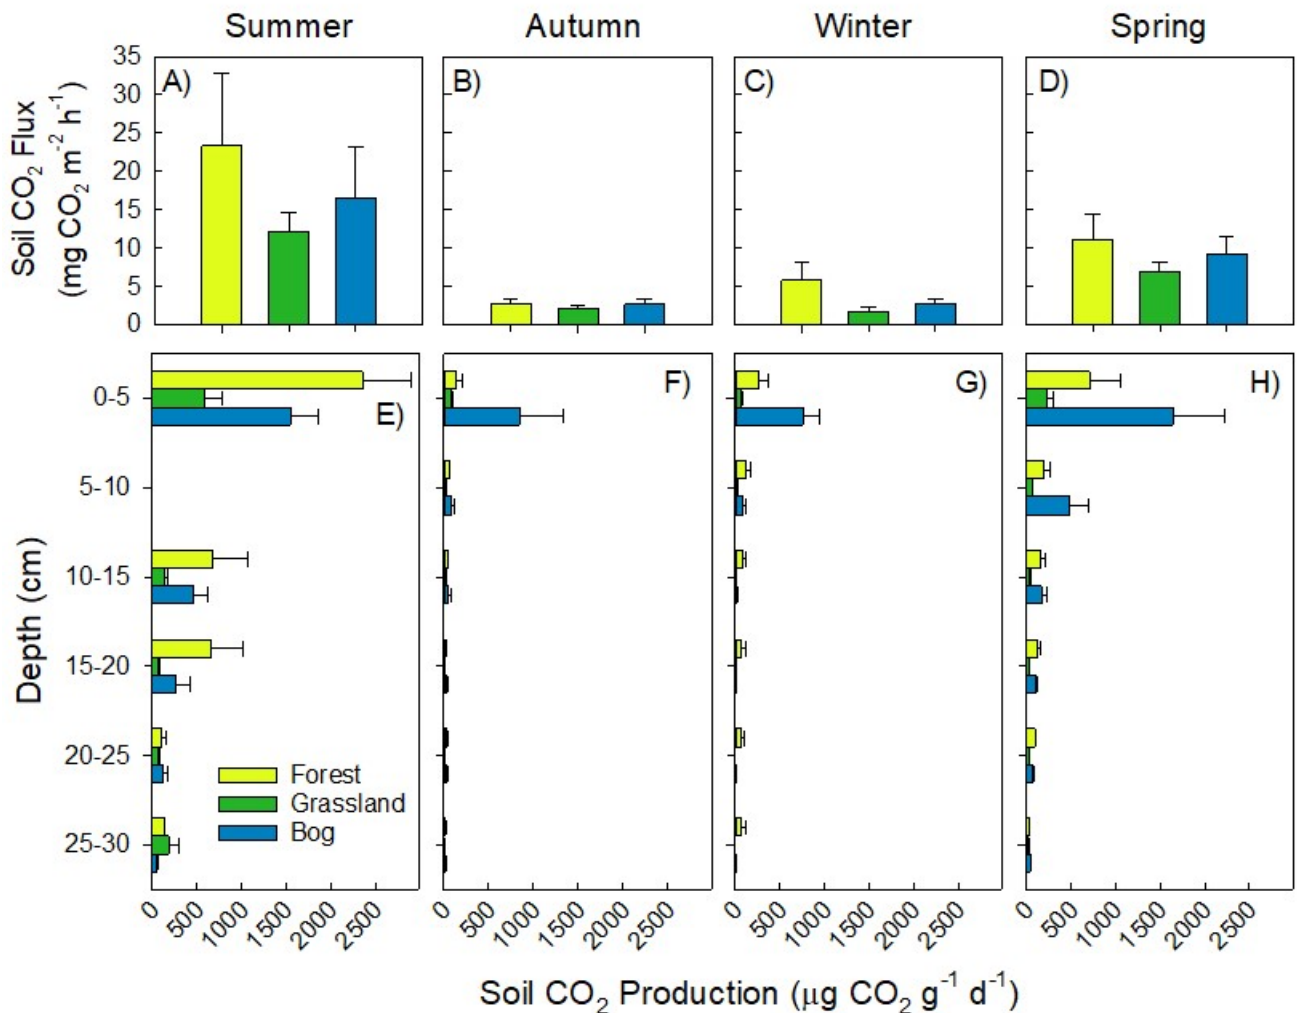 Summer Autumn Winter Spring
Soil CO₂ Flux
(mg CO₂ m⁻² h⁻¹)
35
30
25
20
15
10
5
0
A)
B)
C)
D)
Depth (cm)
0-5
5-10
10-15
15-20
20-25
25-30
E)
F)
G)
H)
Forest
Grassland
Bog
0 500 1000 1500 2000 2500
0 500 1000 1500 2000 2500
0 500 1000 1500 2000 2500
0 500 1000 1500 2000 2500
Soil CO₂ Production (µg CO₂ g⁻¹ d⁻¹)